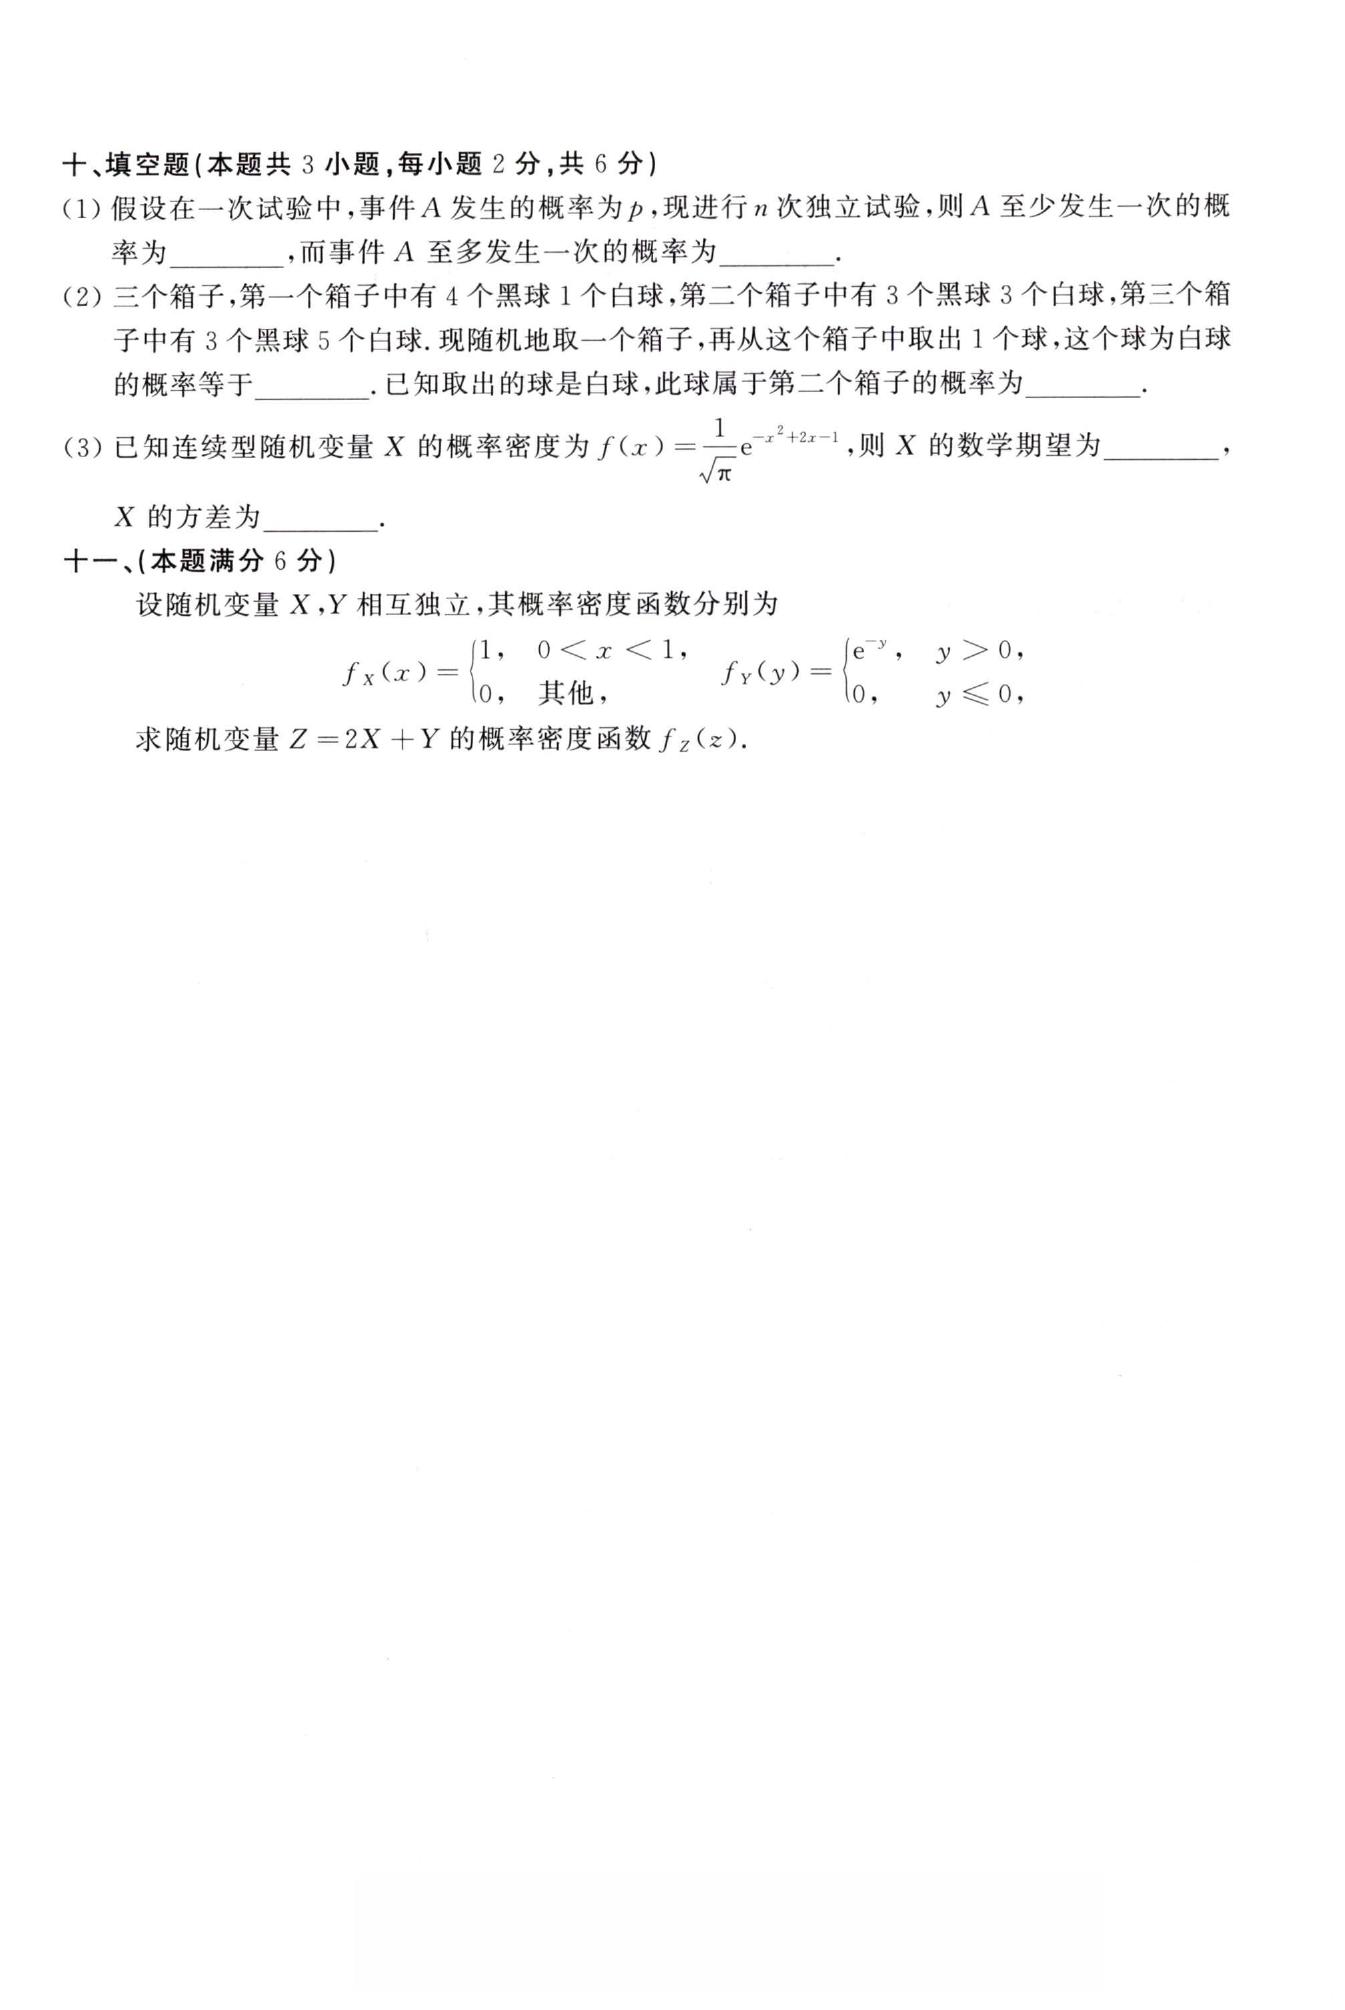 十、填空题(本题共 3 小题,每小题 2 分,共 6 分)
(1) 假设在一次试验中,事件 A 发生的概率为 p,现进行 n 次独立试验,则 A 至少发生一次的概
率为________,而事件 A 至多发生一次的概率为________.
(2) 三个箱子,第一个箱子中有 4 个黑球 1 个白球,第二个箱子中有 3 个黑球 3 个白球,第三个箱
子中有 3 个黑球 5 个白球. 现随机地取一个箱子,再从这个箱子中取出 1 个球,这个球为白球
的概率等于________. 已知取出的球是白球,此球属于第二个箱子的概率为________.
(3) 已知连续型随机变量 X 的概率密度为 $f(x)=\frac{1}{\sqrt{\pi}}e^{-x^2+2x-1}$,则 X 的数学期望为________,
X 的方差为________.
十一、(本题满分 6 分)
设随机变量 X,Y 相互独立,其概率密度函数分别为
$f_X(x)=\begin{cases}1, & 0<x<1,\\ 0, & 其他,\end{cases}$ $f_Y(y)=\begin{cases}e^{-y}, & y>0,\\ 0, & y\leqslant 0,\end{cases}$
求随机变量 Z=2X+Y 的概率密度函数 $f_Z(z)$.